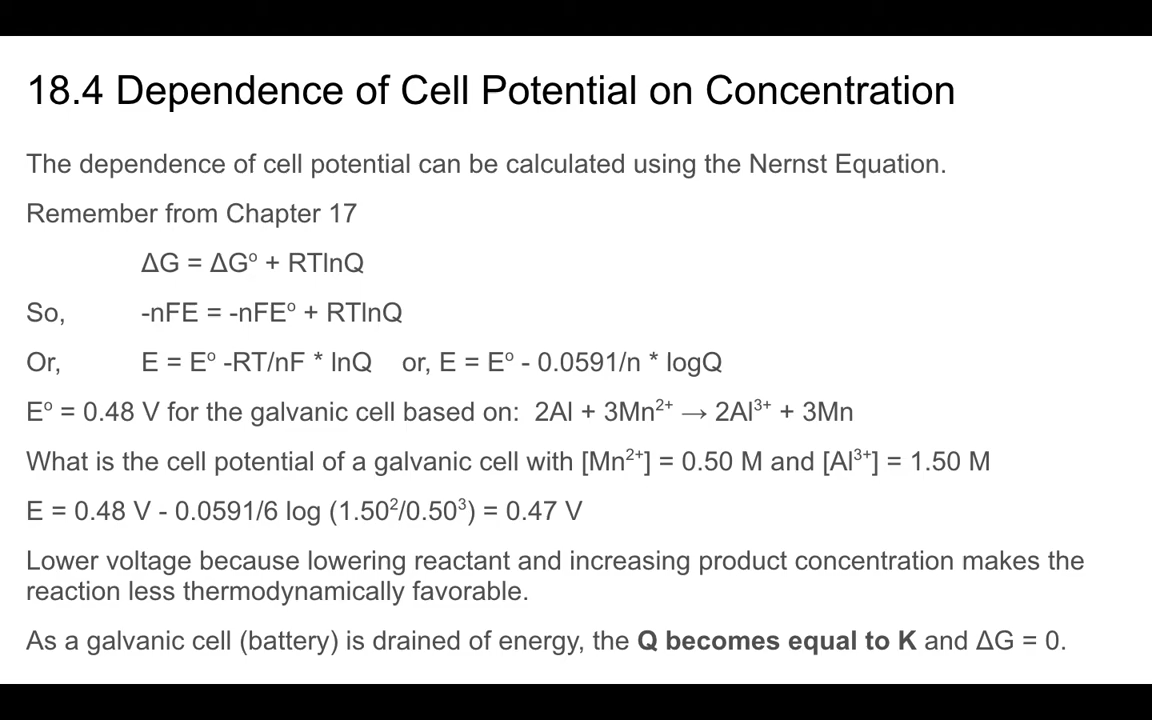 18.4 Dependence of Cell Potential on Concentration
The dependence of cell potential can be calculated using the Nernst Equation.
Remember from Chapter 17
ΔG = ΔGº + RTlnQ
So, -nFE = -nFEº + RTlnQ
Or, E = Eº -RT/nF * lnQ or, E = Eº - 0.0591/n * logQ
Eº = 0.48 V for the galvanic cell based on: 2Al + 3Mn²⁺ → 2Al³⁺ + 3Mn
What is the cell potential of a galvanic cell with [Mn²⁺] = 0.50 M and [Al³⁺] = 1.50 M
E = 0.48 V - 0.0591/6 log (1.50²/0.50³) = 0.47 V
Lower voltage because lowering reactant and increasing product concentration makes the
reaction less thermodynamically favorable.
As a galvanic cell (battery) is drained of energy, the Q becomes equal to K and ΔG = 0.